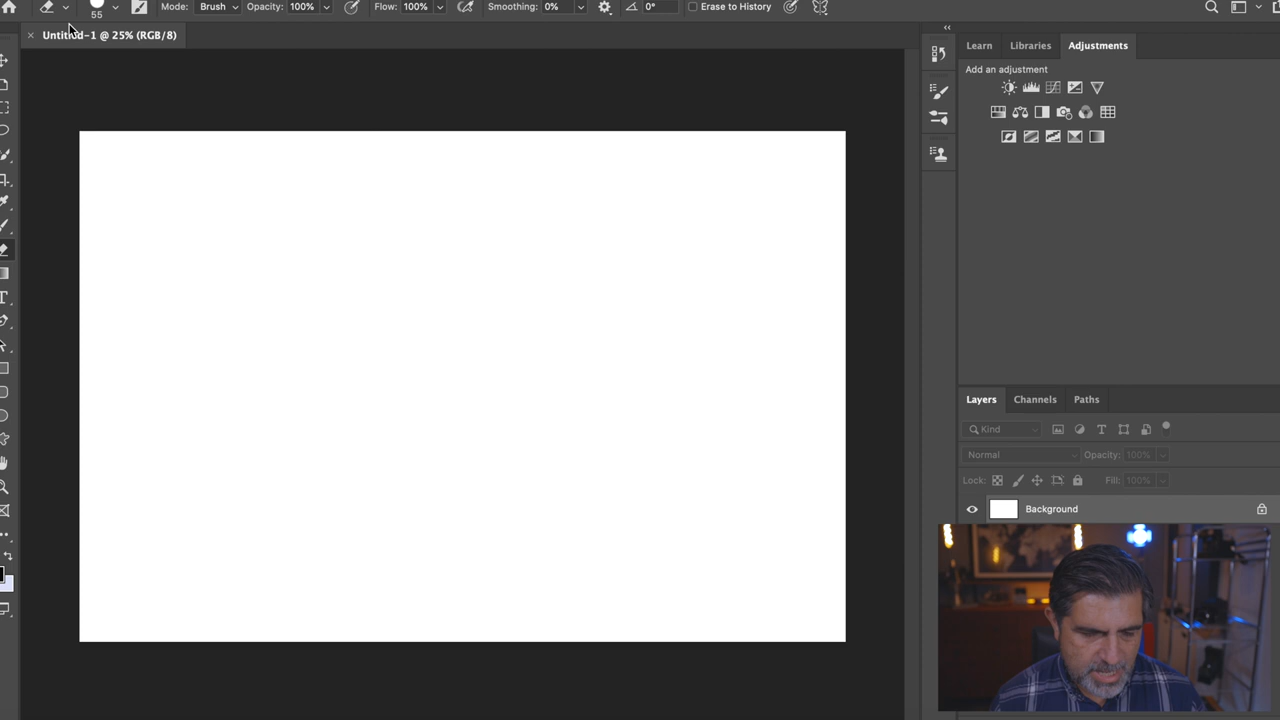 55
Mode: Brush Opacity: 100% Flow: 100% Smoothing: 0% 0° Erase to History
Untitled-1 @ 25% (RGB/8)
Learn Libraries Adjustments
Add an adjustment
Layers Channels Paths
Kind
Normal Opacity: 100%
Lock: Fill: 100%
Background